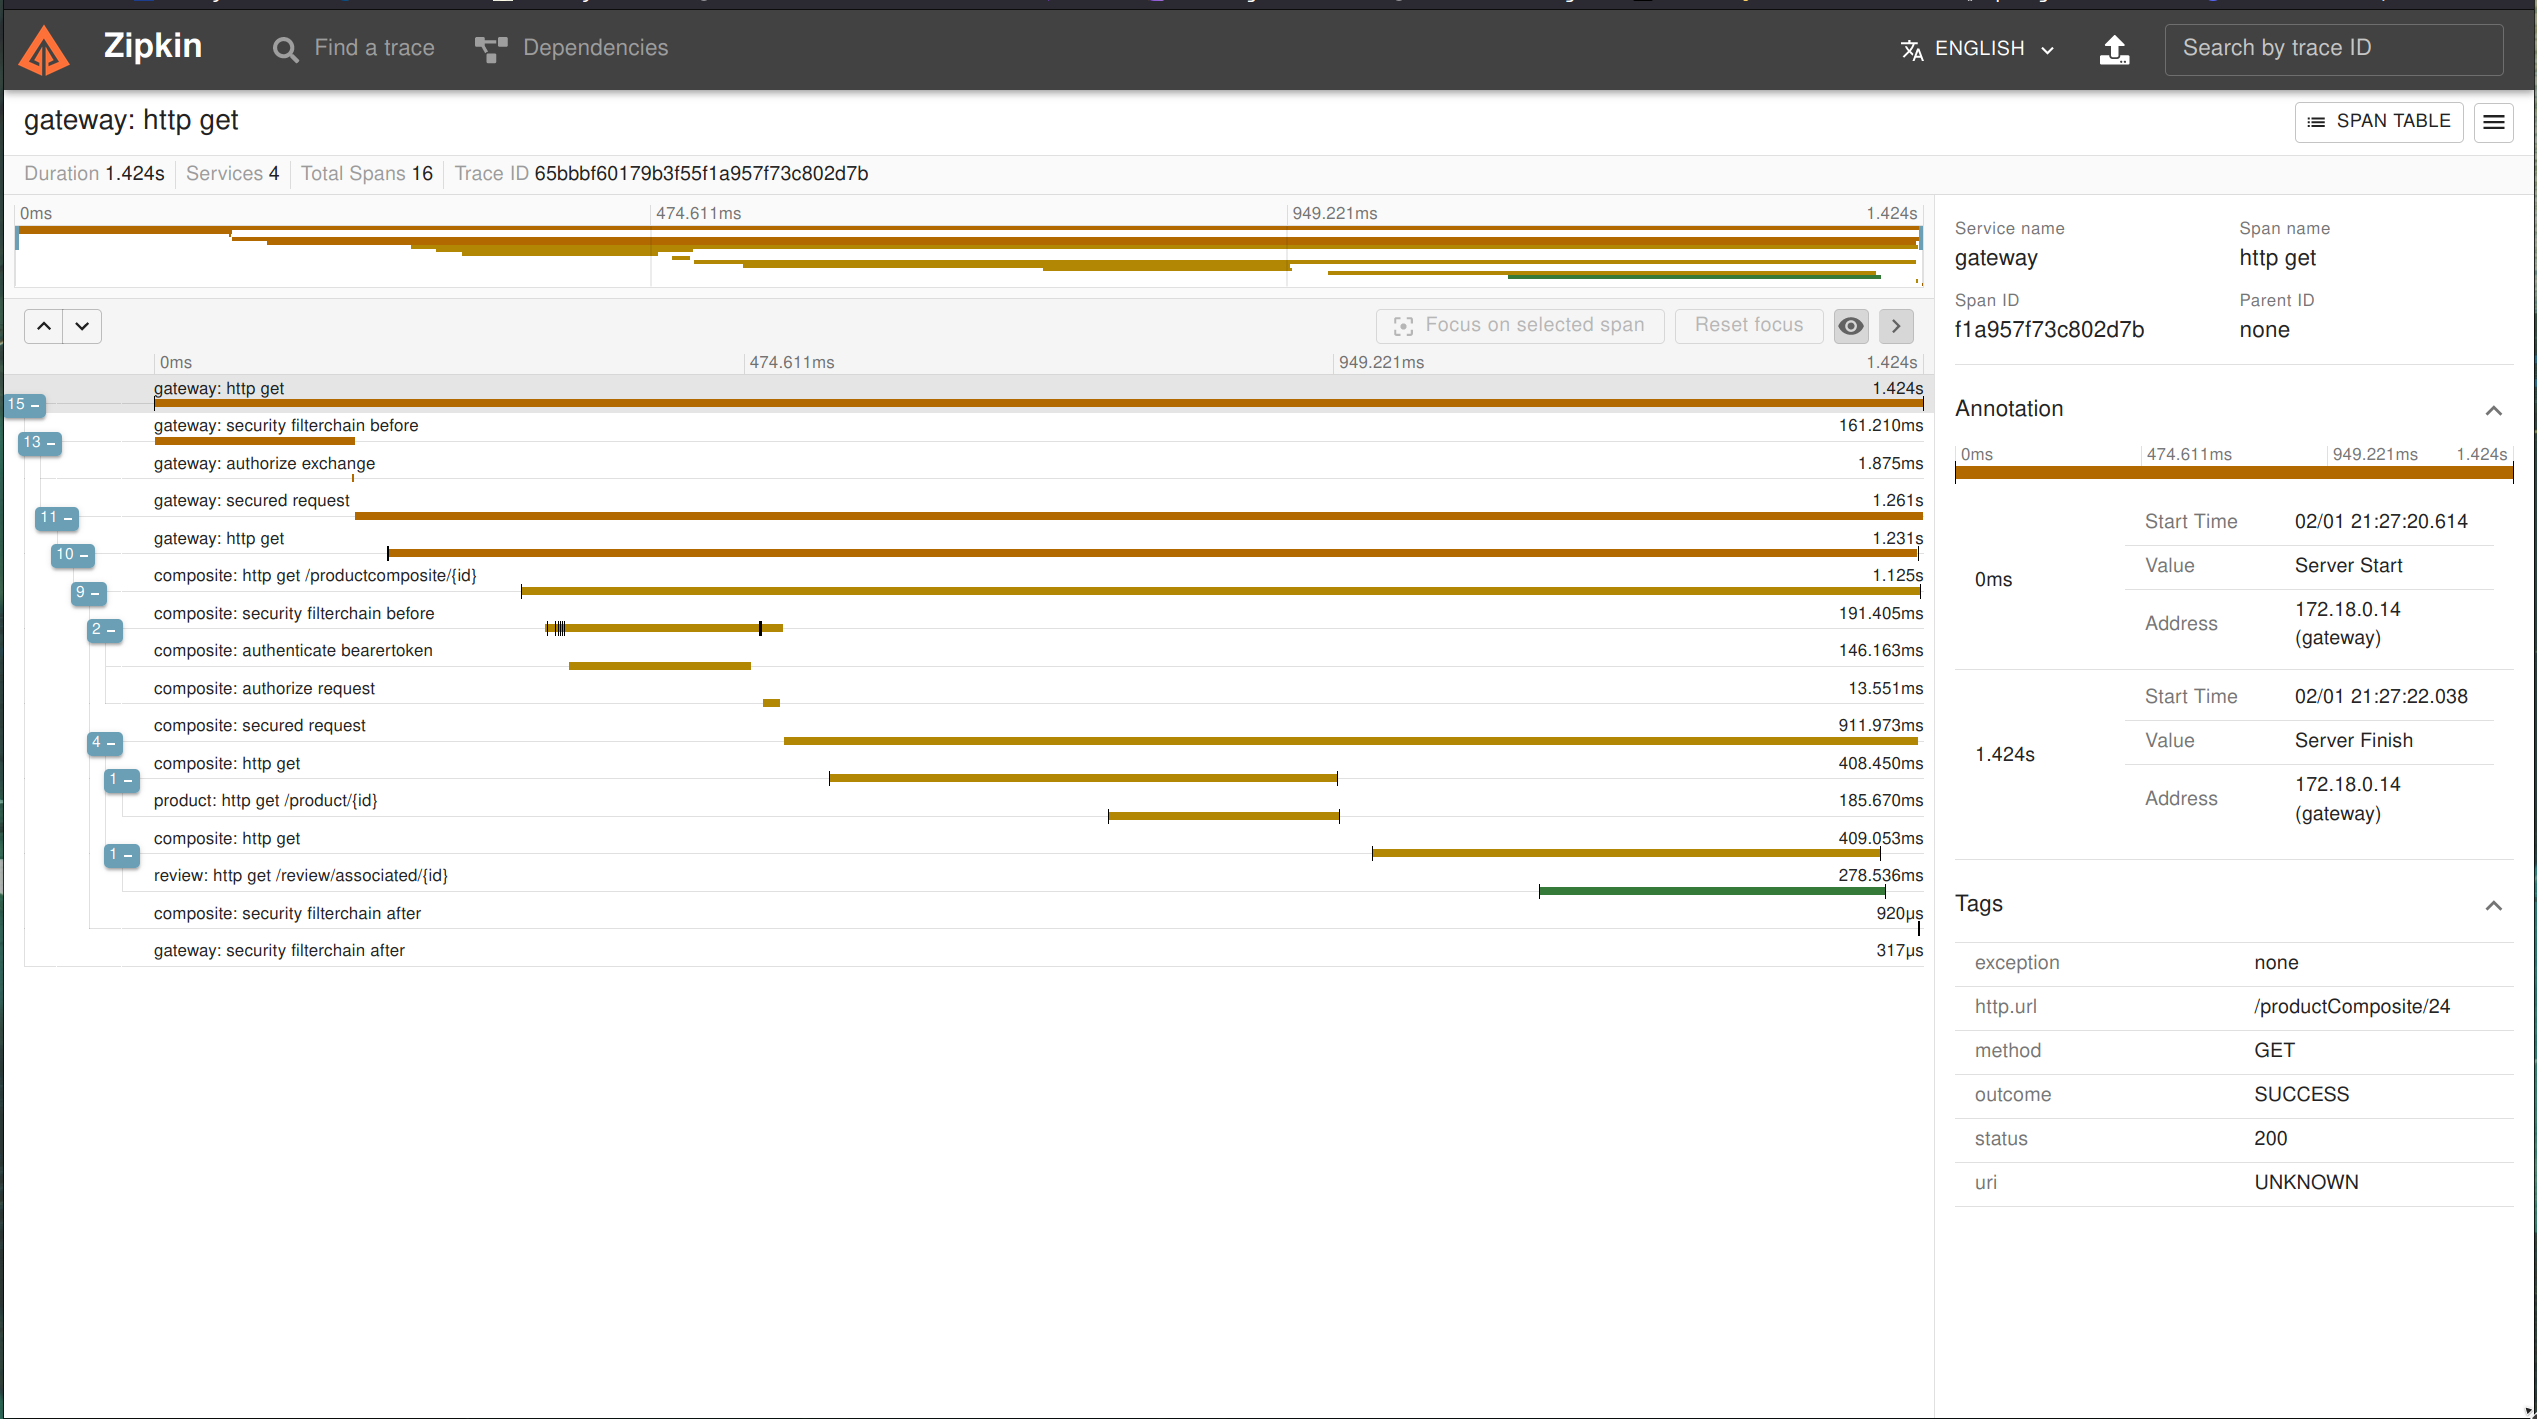 Zipkin
Find a trace
Dependencies
ENGLISH
Search by trace ID
gateway: http get
SPAN TABLE
Duration 1.424s
Services 4
Total Spans 16
Trace ID 65bbbf60179b3f55f1a957f73c802d7b
0ms 474.611ms 949.221ms 1.424s
Focus on selected span
Reset focus
0ms 474.611ms 949.221ms 1.424s
gateway: http get 1.424s
15 –
gateway: security filterchain before 161.210ms
13 –
gateway: authorize exchange 1.875ms
gateway: secured request 1.261s
11 –
gateway: http get 1.231s
10 –
composite: http get /productcomposite/{id} 1.125s
9 –
composite: security filterchain before 191.405ms
2 –
composite: authenticate bearertoken 146.163ms
composite: authorize request 13.551ms
composite: secured request 911.973ms
4 –
composite: http get 408.450ms
1 –
product: http get /product/{id} 185.670ms
composite: http get 409.053ms
1 –
review: http get /review/associated/{id} 278.536ms
composite: security filterchain after 920μs
gateway: security filterchain after 317μs
Service name
gateway
Span name
http get
Span ID
f1a957f73c802d7b
Parent ID
none
Annotation
0ms 474.611ms 949.221ms 1.424s
0ms
Start Time 02/01 21:27:20.614
Value Server Start
Address 172.18.0.14
(gateway)
1.424s
Start Time 02/01 21:27:22.038
Value Server Finish
Address 172.18.0.14
(gateway)
Tags
exception none
http.url /productComposite/24
method GET
outcome SUCCESS
status 200
uri UNKNOWN